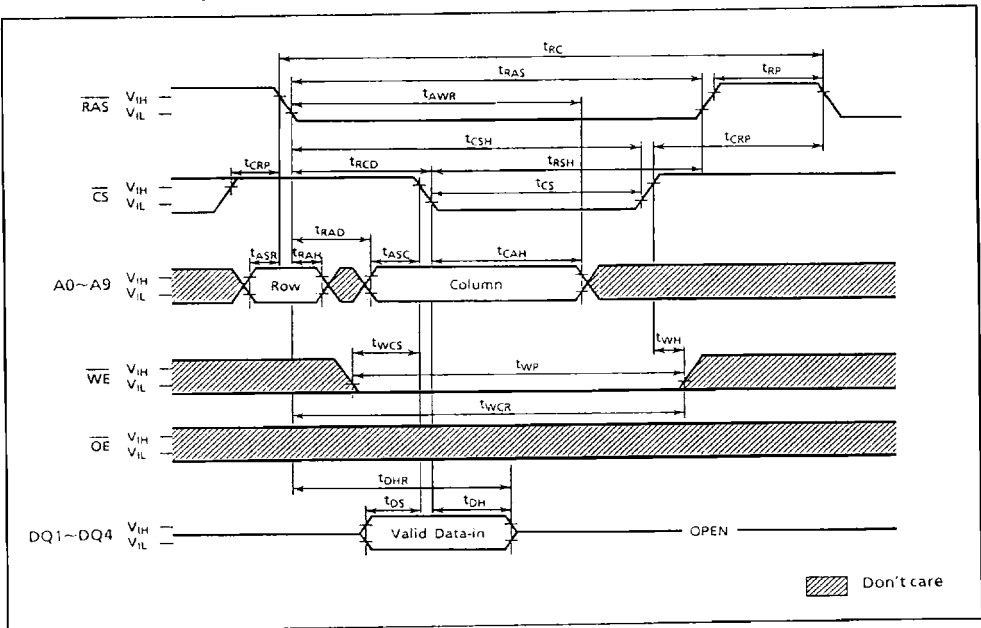 tRC
tRAS
tRP
tAWR
RAS VIH VIL
tCSH
tCRP
tCRP
tRCD
tRSH
tCS
CS VIH VIL
tRAD
tASR
tRAH
tASC
tCAH
A0~A9 VIH VIL
Row
Column
tWCS
tWH
tWP
WE VIH VIL
tWCR
OE VIH VIL
tDHR
tDS
tDH
DQ1~DQ4 VIH VIL
Valid Data-in
OPEN
Don't care